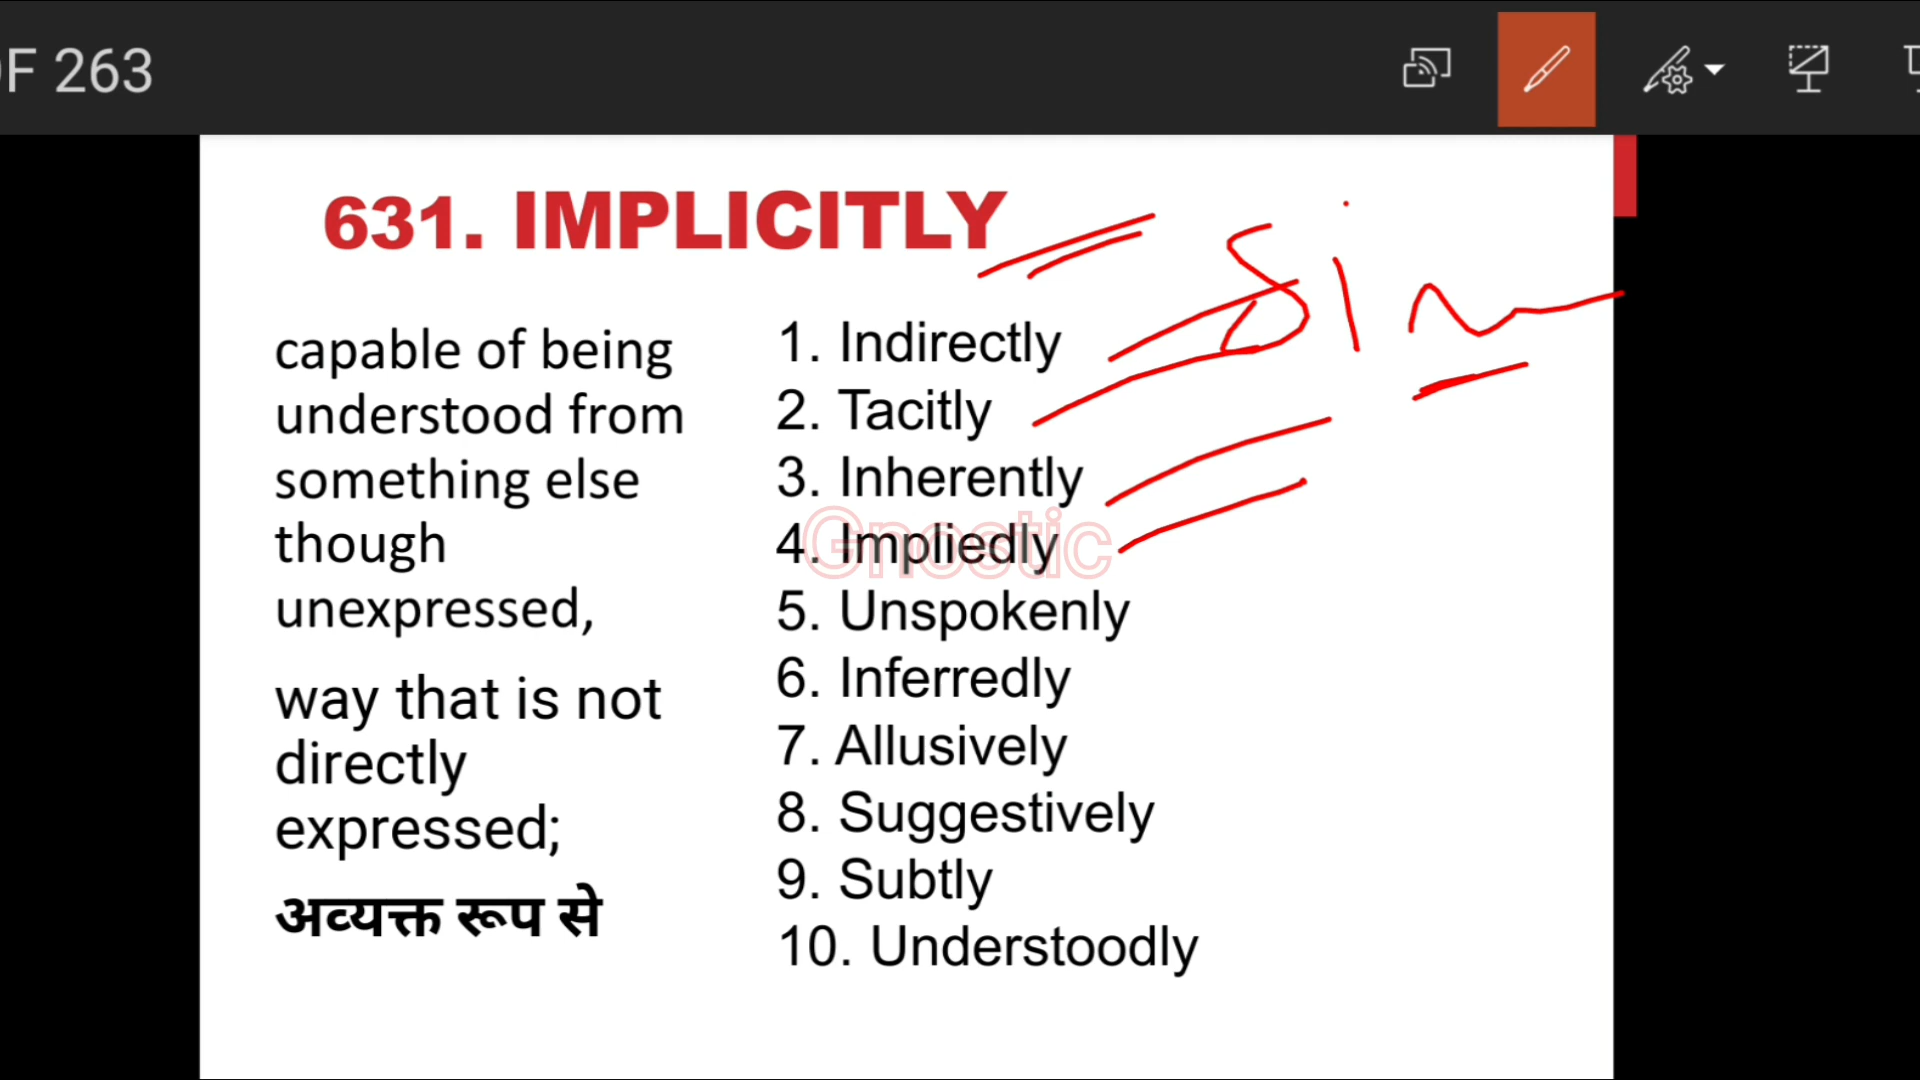 OF 263
631. IMPLICITLY
capable of being
understood from
something else
though
unexpressed,
way that is not
directly
expressed;
अव्यक्त रूप से
1. Indirectly
2. Tacitly
3. Inherently
4. Impliedly
5. Unspokenly
6. Inferredly
7. Allusively
8. Suggestively
9. Subtly
10. Understoodly
Gnostic